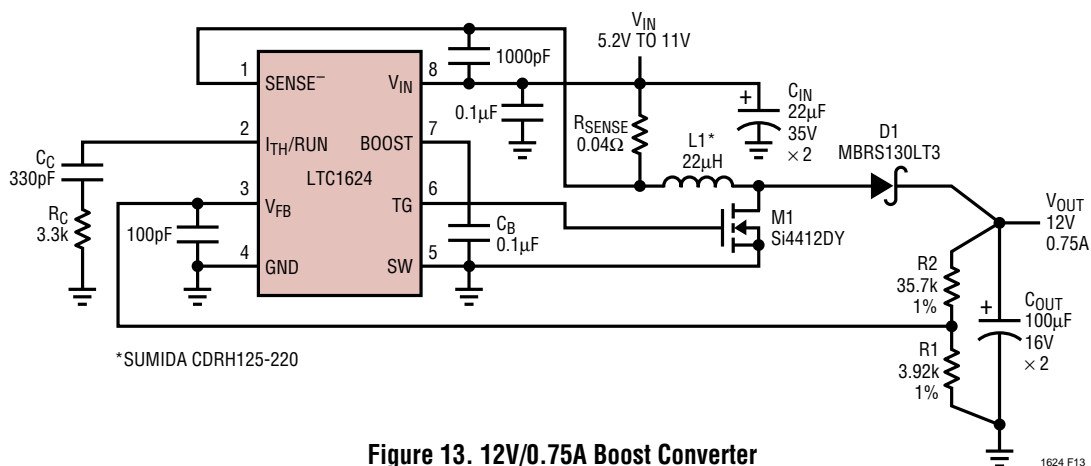 V_IN
5.2V TO 11V
1000pF
1
SENSE⁻
V_IN
8
0.1µF
R_SENSE
0.04Ω
C_IN
22µF
35V
× 2
+
L1*
22µH
D1
MBRS130LT3
2
I_TH/RUN
BOOST
7
C_C
330pF
LTC1624
3
V_FB
TG
6
R_C
3.3k
100pF
C_B
0.1µF
M1
Si4412DY
4
GND
SW
5
V_OUT
12V
0.75A
R2
35.7k
1%
+
C_OUT
100µF
16V
× 2
R1
3.92k
1%
*SUMIDA CDRH125-220
Figure 13. 12V/0.75A Boost Converter
1624 F13